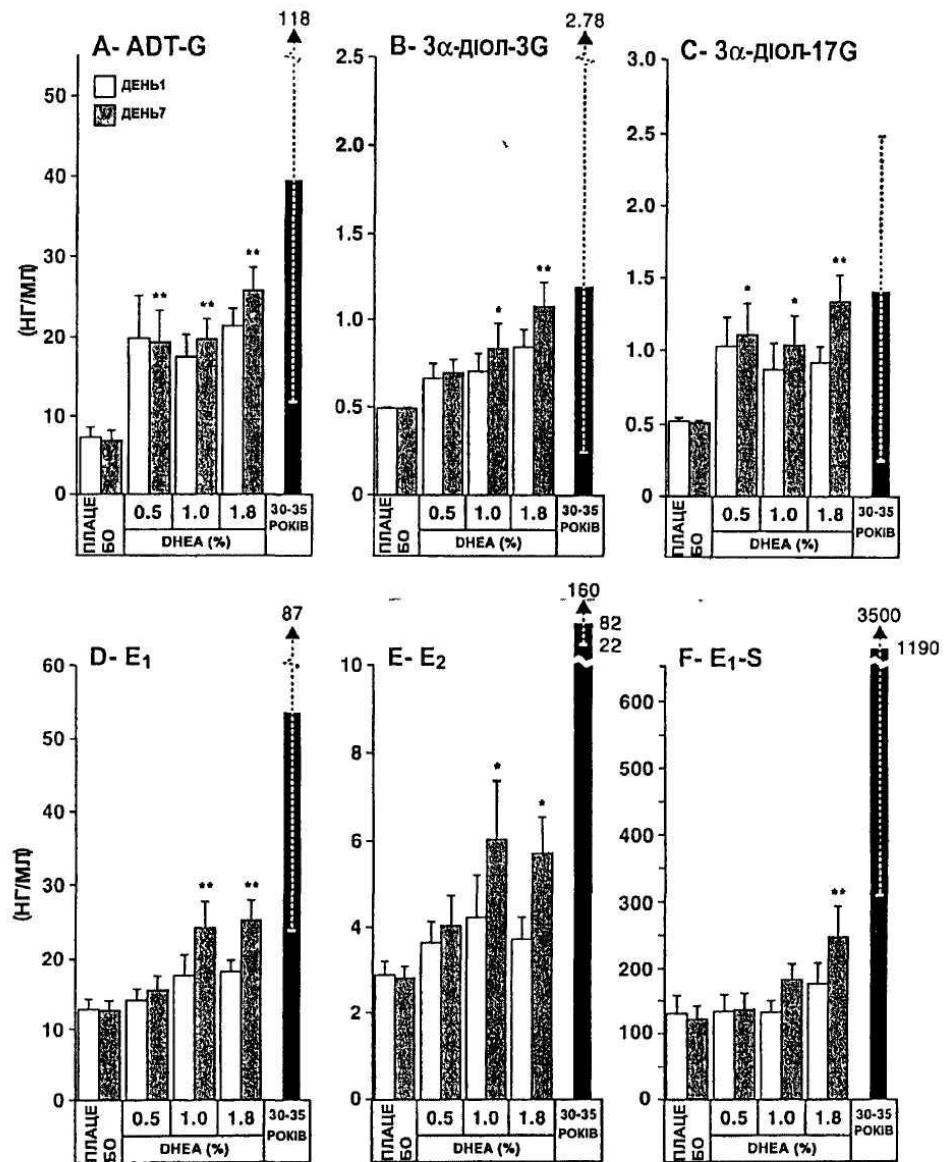 118
A- ADT-G
ДЕНЬ1
ДЕНЬ7
50
40
30
20
10
0
(НГ/МЛ)
** ** **
ПЛАЦЕ
БО
0.5 1.0 1.8
DHEA (%)
30-35
РОКІВ
2.78
B- 3α-ДІОЛ-3G
2.5
2.0
1.5
1.0
0.5
0
* **
ПЛАЦЕ
БО
0.5 1.0 1.8
DHEA (%)
30-35
РОКІВ
C- 3α-ДІОЛ-17G
3.0
2.5
2.0
1.5
1.0
0.5
0
* * **
ПЛАЦЕ
БО
0.5 1.0 1.8
DHEA (%)
30-35
РОКІВ
87
D- E1
60
50
40
30
20
10
0
(НГ/МЛ)
** **
ПЛАЦЕ
БО
0.5 1.0 1.8
DHEA (%)
30-35
РОКІВ
160
82
22
E- E2
10
8
6
4
2
0
* *
ПЛАЦЕ
БО
0.5 1.0 1.8
DHEA (%)
30-35
РОКІВ
3500
1190
F- E1-S
600
500
400
300
200
100
0
**
ПЛАЦЕ
БО
0.5 1.0 1.8
DHEA (%)
30-35
РОКІВ